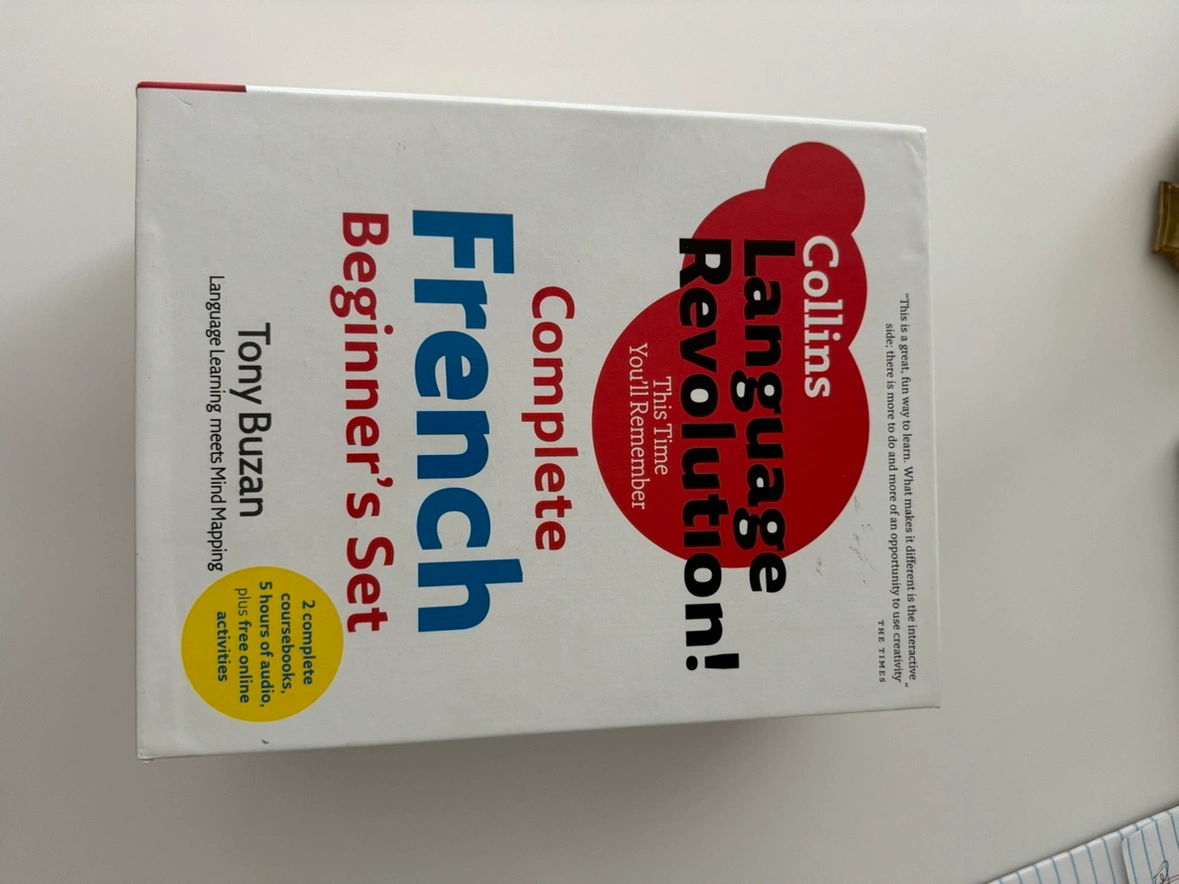 "This is a great, fun way to learn. What makes it different is the interactive
side; there is more to do and more of an opportunity to use creativity"
THE TIMES
Collins
Language
Revolution!
This Time
You'll Remember
Complete
French
Beginner's Set
Tony Buzan
Language Learning meets Mind Mapping
2 complete
coursebooks,
5 hours of audio,
plus free online
activities